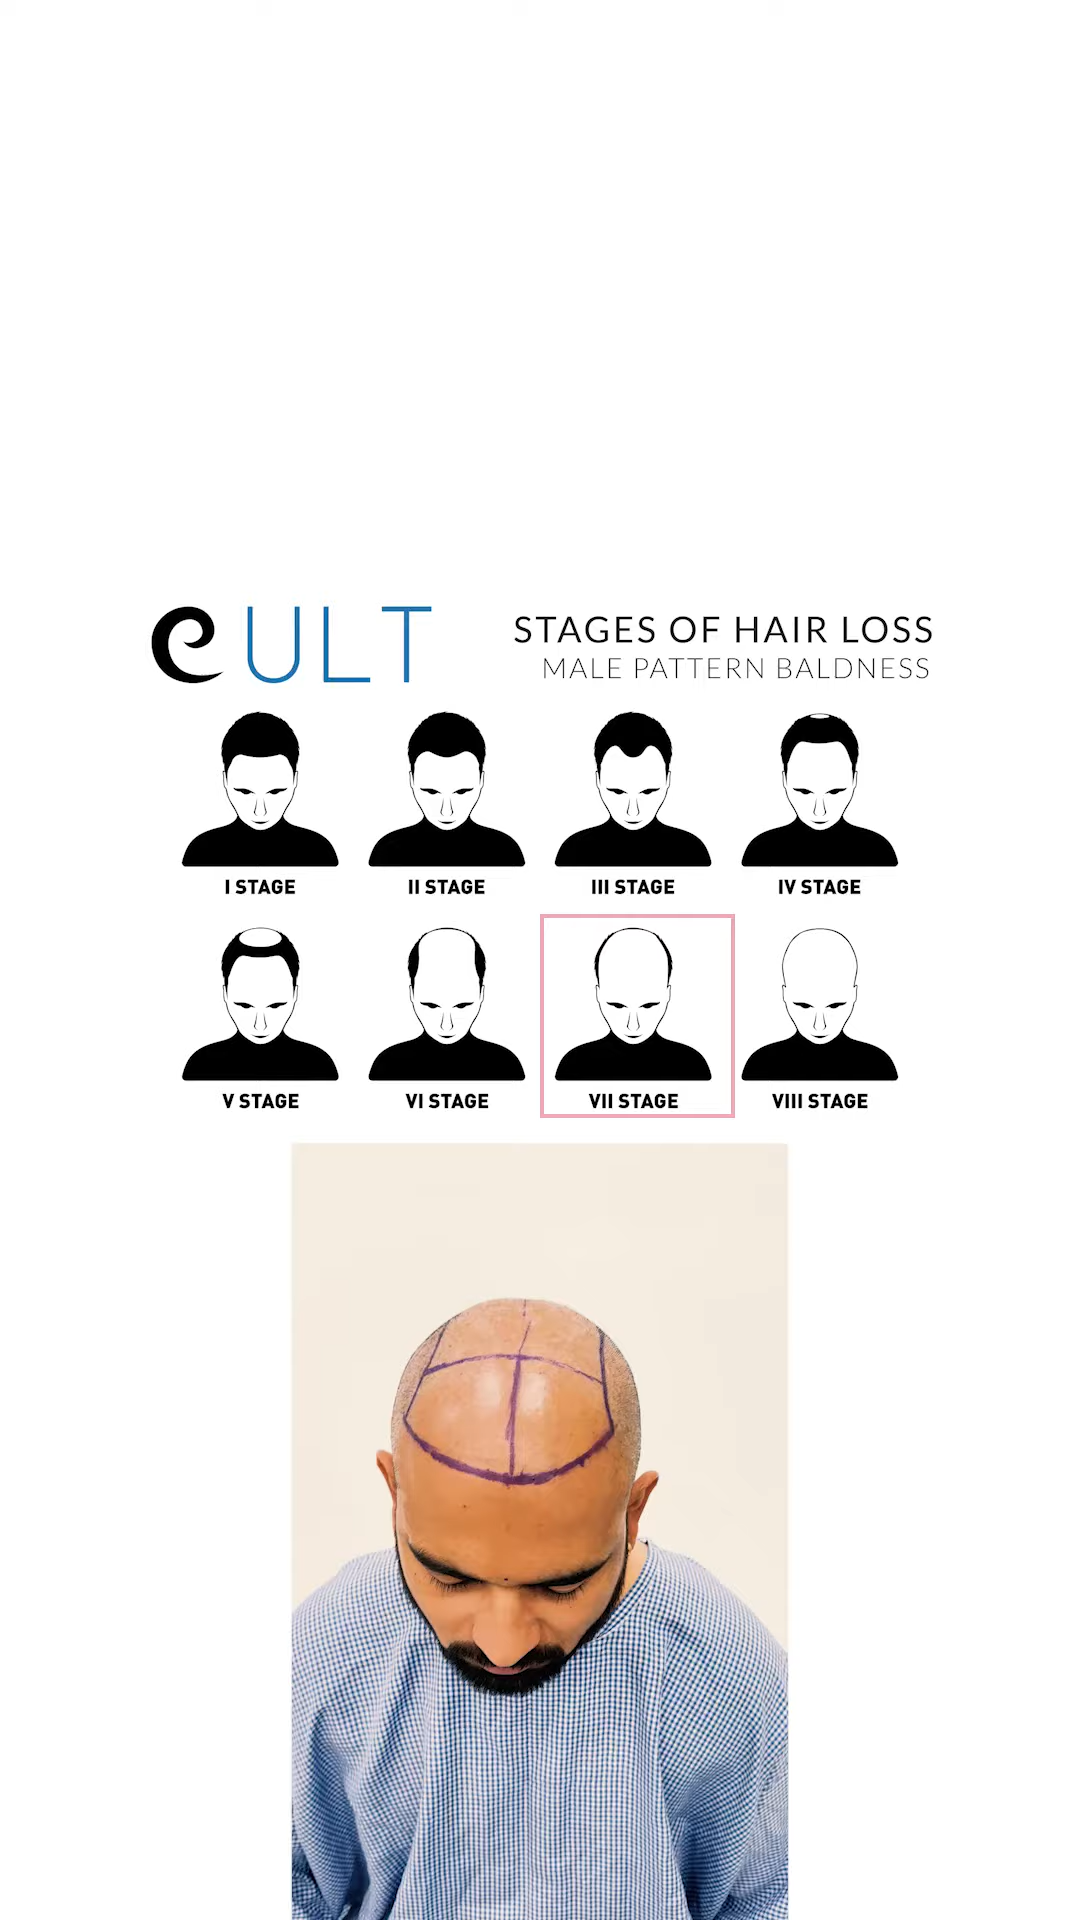 eULT
STAGES OF HAIR LOSS
MALE PATTERN BALDNESS
I STAGE
II STAGE
III STAGE
IV STAGE
V STAGE
VI STAGE
VII STAGE
VIII STAGE